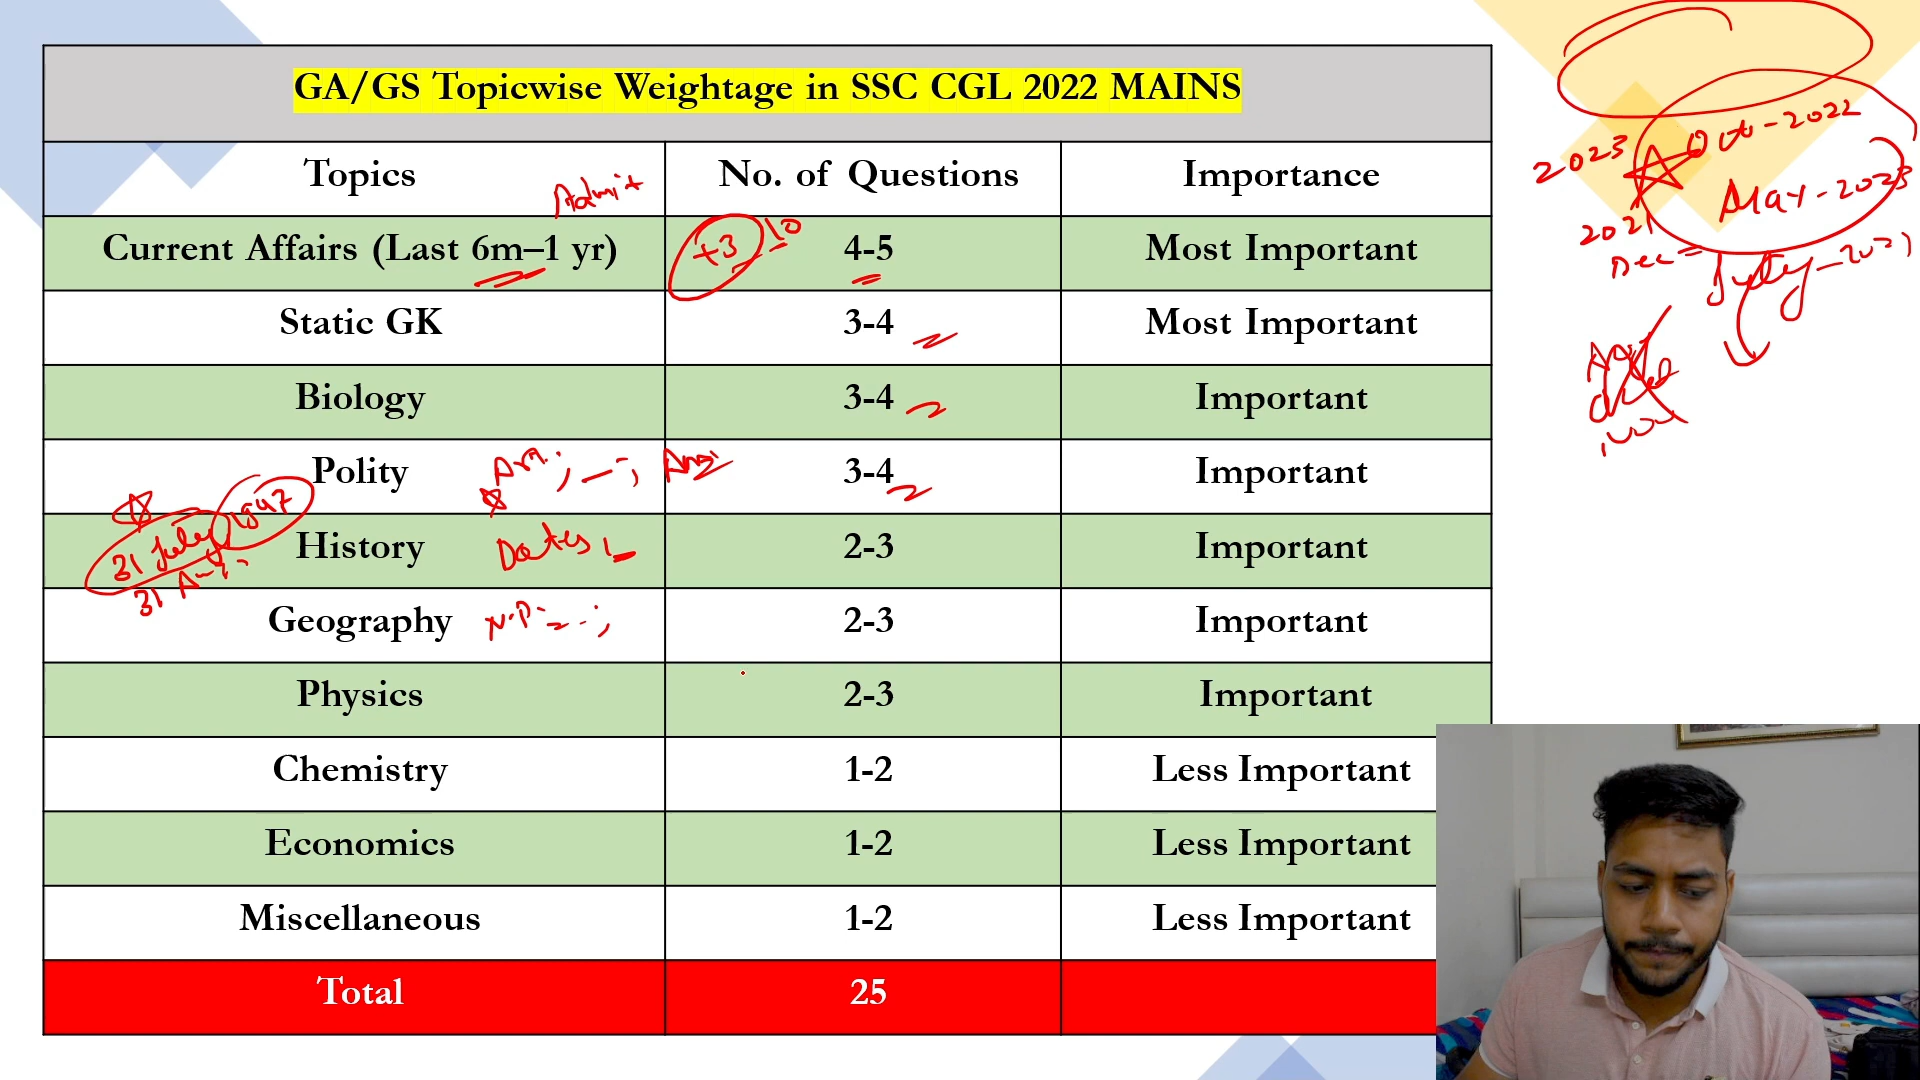 GA/GS Topicwise Weightage in SSC CGL 2022 MAINS
Topics No. of Questions Importance
Admit
Current Affairs (Last 6m–1 yr) +3 10 4-5 Most Important
Static GK 3-4 Most Important
Biology 3-4 Important
Polity 3-4 Important
31 July 1947
History Dates 2-3 Important
Geography N.P 2-3 Important
Physics 2-3 Important
Chemistry 1-2 Less Important
Economics 1-2 Less Important
Miscellaneous 1-2 Less Important
Total 25
2023 Oct-2022
May-2023
2021
Dec = July-2021